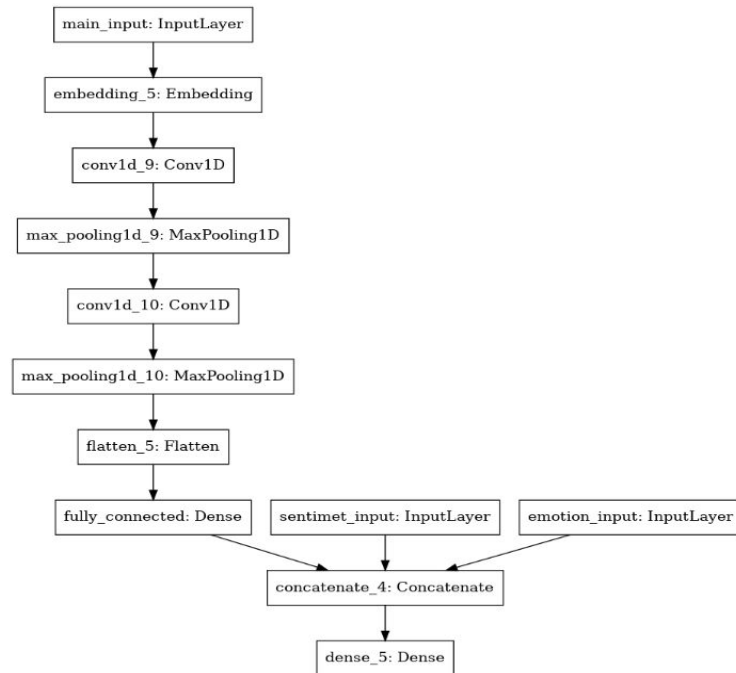 main_input: InputLayer
embedding_5: Embedding
conv1d_9: Conv1D
max_pooling1d_9: MaxPooling1D
conv1d_10: Conv1D
max_pooling1d_10: MaxPooling1D
flatten_5: Flatten
fully_connected: Dense
sentimet_input: InputLayer
emotion_input: InputLayer
concatenate_4: Concatenate
dense_5: Dense